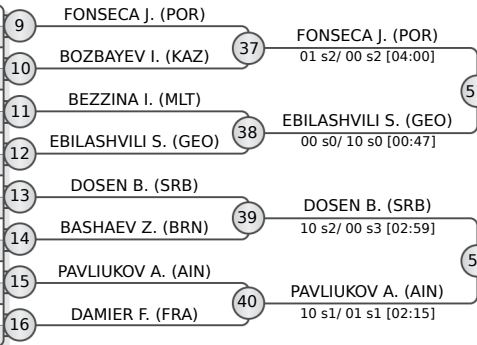 FONSECA J. (POR)
9
BOZBAYEV I. (KAZ)
10
37
FONSECA J. (POR)
01 s2/ 00 s2 [04:00]
BEZZINA I. (MLT)
11
EBILASHVILI S. (GEO)
12
38
EBILASHVILI S. (GEO)
00 s0/ 10 s0 [00:47]
DOSEN B. (SRB)
13
BASHAEV Z. (BRN)
14
39
DOSEN B. (SRB)
10 s2/ 00 s3 [02:59]
PAVLIUKOV A. (AIN)
15
DAMIER F. (FRA)
16
40
PAVLIUKOV A. (AIN)
10 s1/ 01 s1 [02:15]